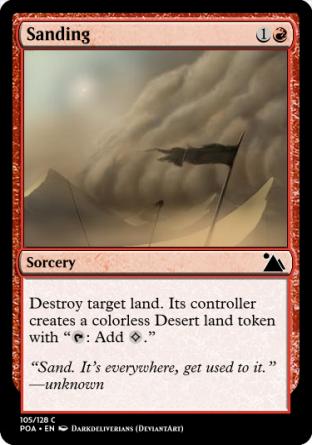 Sanding 1
Sorcery
Destroy target land. Its controller
creates a colorless Desert land token
with “: Add .”
“Sand. It's everywhere, get used to it.”
—unknown
105/128 C
POA • EN DARKDELIVERIANS (DEVIANTART)